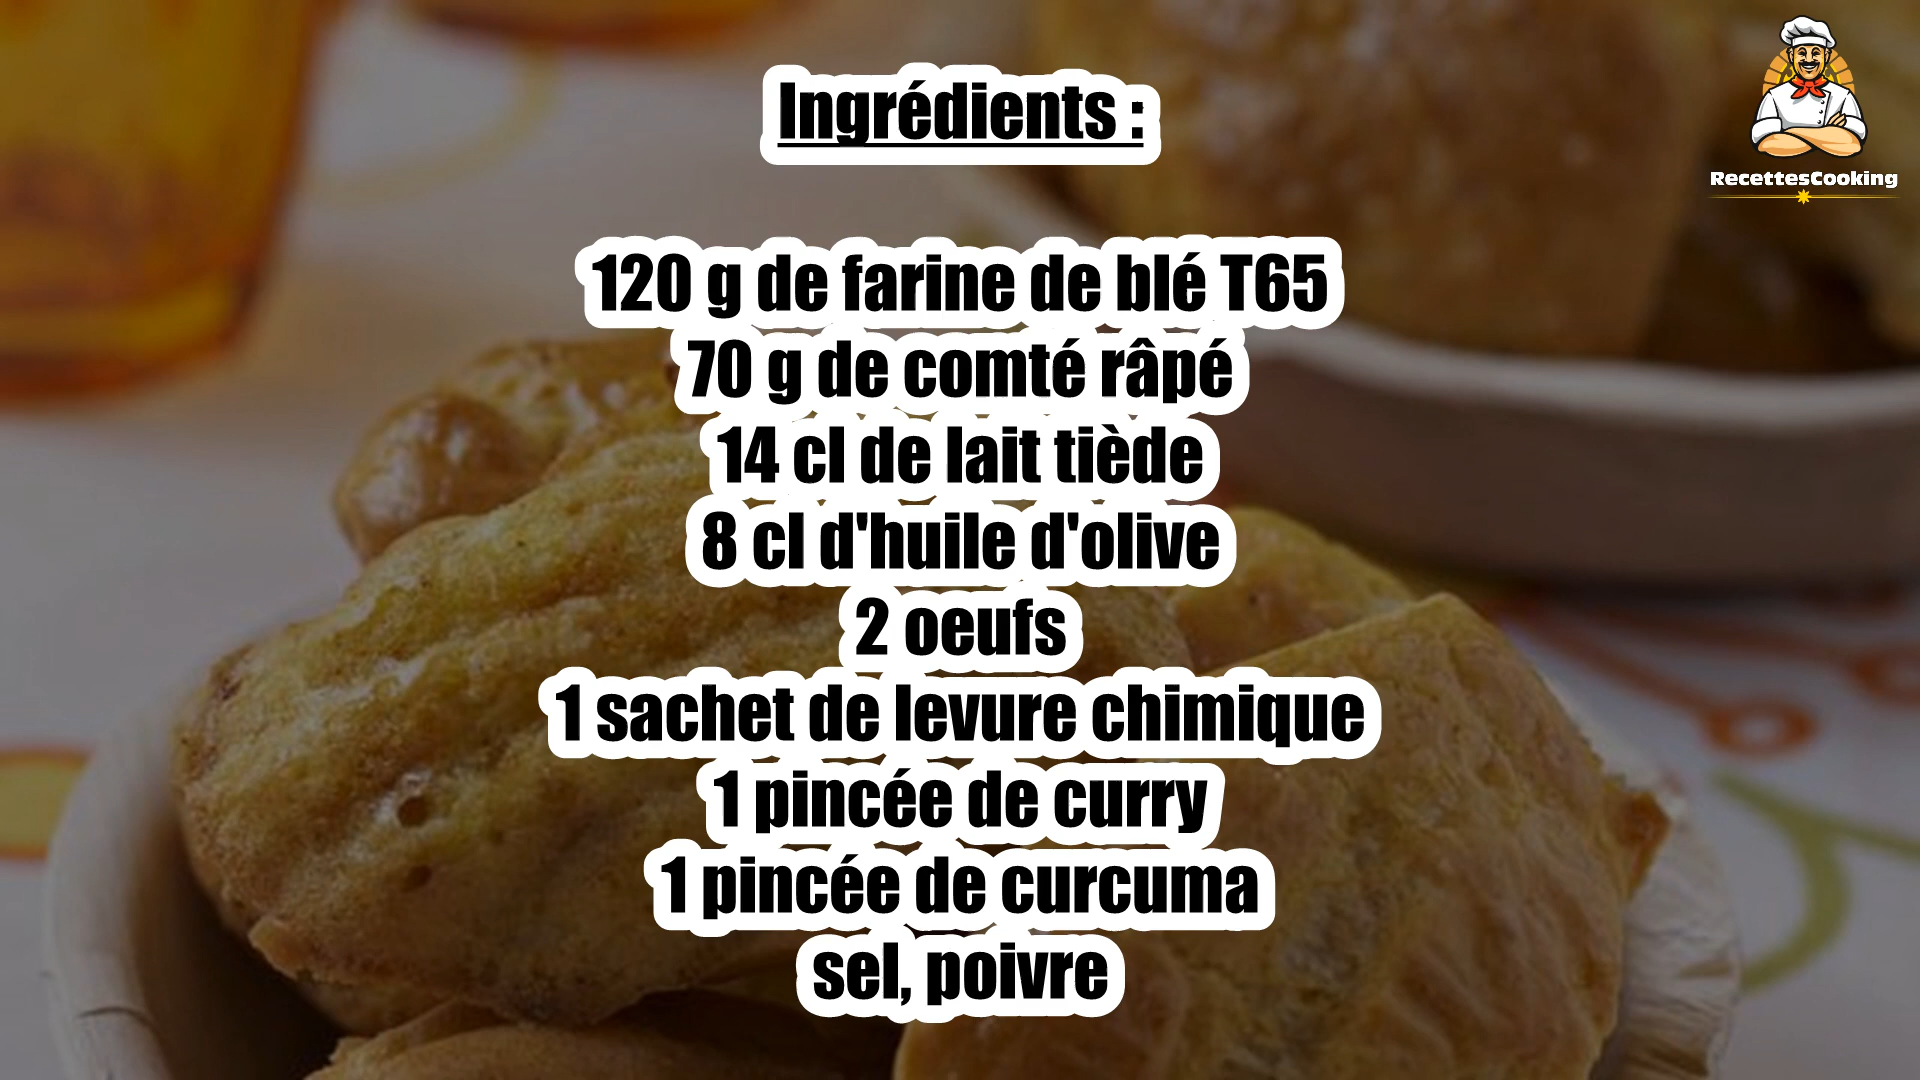 Ingrédients :
RecettesCooking
120 g de farine de blé T65
70 g de comté râpé
14 cl de lait tiède
8 cl d'huile d'olive
2 oeufs
1 sachet de levure chimique
1 pincée de curry
1 pincée de curcuma
sel, poivre